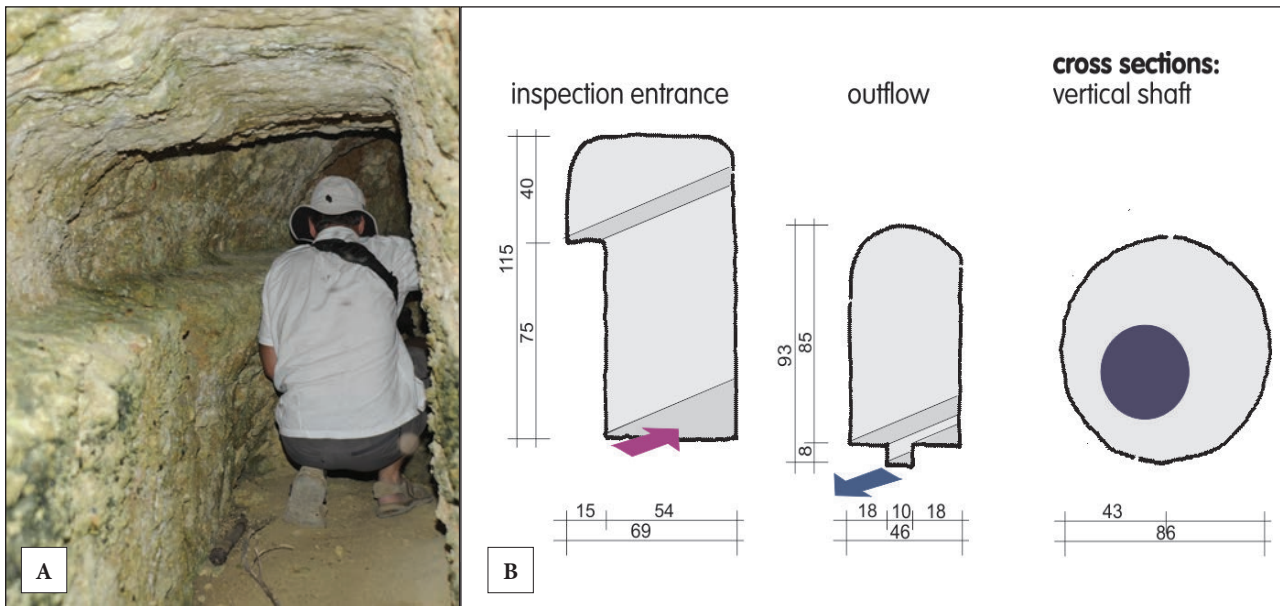 A
B
inspection entrance
outflow
cross sections:
vertical shaft
40
115
75
15 54
69
93
85
8
18 10 18
46
43
86